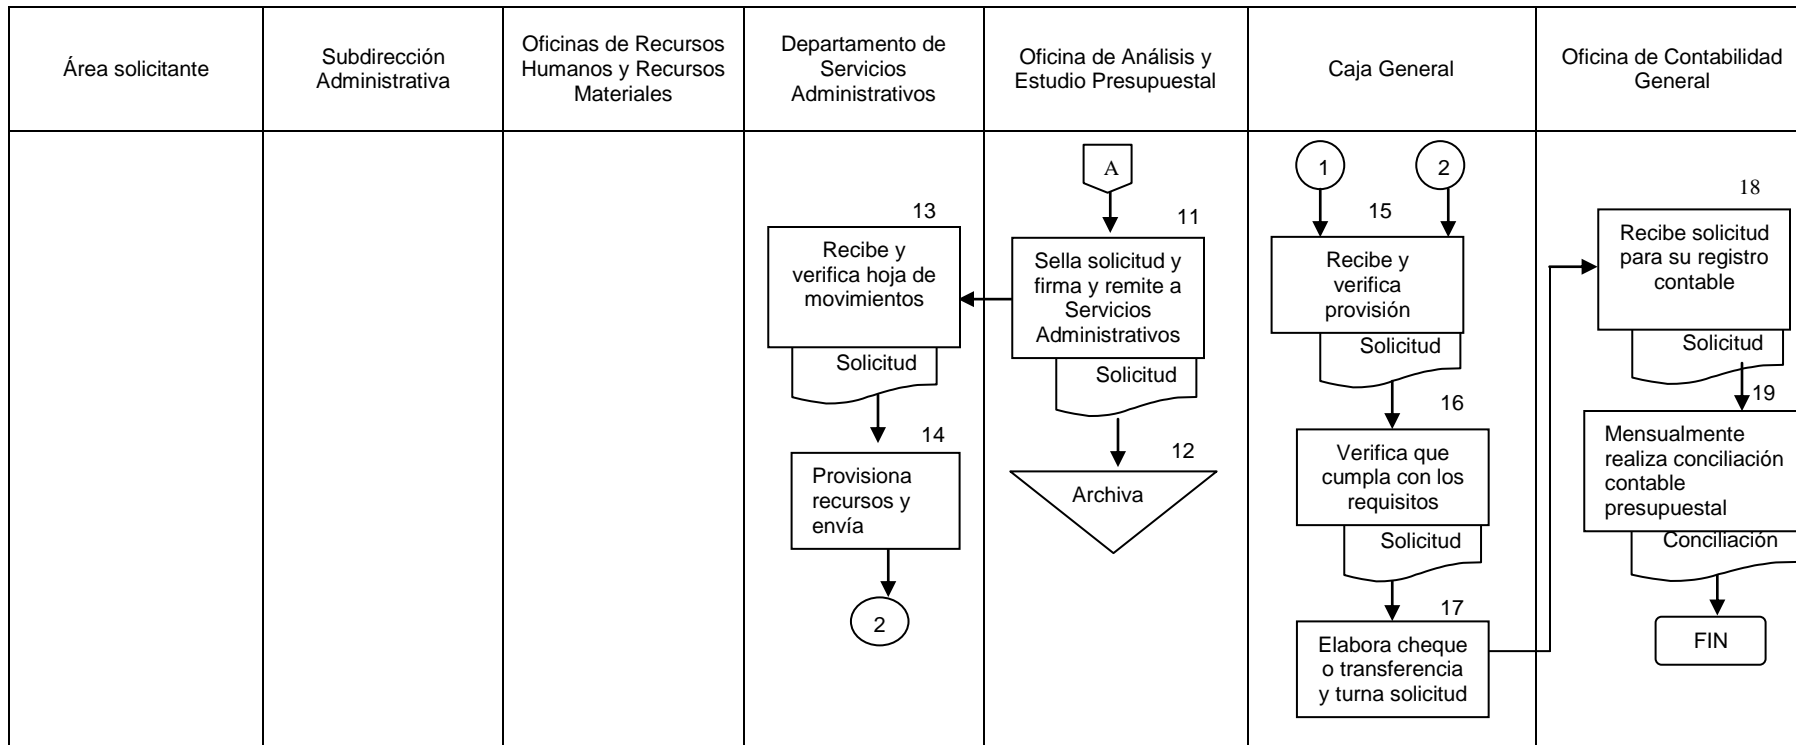 Área solicitante
Subdirección
Administrativa
Oficinas de Recursos
Humanos y Recursos
Materiales
Departamento de
Servicios
Administrativos
Oficina de Análisis y
Estudio Presupuestal
Caja General
Oficina de Contabilidad
General
13
Recibe y
verifica hoja de
movimientos
Solicitud
14
Provisiona
recursos y
envía
2
A
11
Sella solicitud y
firma y remite a
Servicios
Administrativos
Solicitud
12
Archiva
1
2
15
Recibe y
verifica
provisión
Solicitud
16
Verifica que
cumpla con los
requisitos
Solicitud
17
Elabora cheque
o transferencia
y turna solicitud
18
Recibe solicitud
para su registro
contable
Solicitud
19
Mensualmente
realiza conciliación
contable
presupuestal
Conciliación
FIN